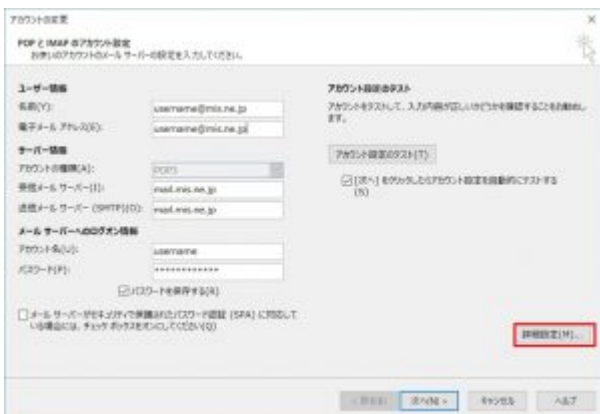 アカウントの変更
POP と IMAP のアカウント設定
お使いのアカウントのメール サーバーの設定を入力してください。
ユーザー情報
名前(Y):
username@mis.ne.jp
電子メール アドレス(E):
username@mis.ne.jp
サーバー情報
アカウントの種類(A):
POP3
受信メール サーバー(I):
mail.mis.ne.jp
送信メール サーバー (SMTP)(O):
mail.mis.ne.jp
メール サーバーへのログオン情報
アカウント名(U):
username
パスワード(P):
************
パスワードを保存する(R)
メール サーバーがセキュリティで保護されたパスワード認証 (SPA) に対応して
いる場合には、チェック ボックスをオンにしてください(Q)
アカウント設定のテスト
アカウントをテストして、入力内容が正しいかどうかを確認することをお勧めし
ます。
アカウント設定のテスト(T)
[次へ] をクリックしたらアカウント設定を自動的にテストする
(S)
詳細設定(M)...
< 戻る(B)
次へ(N) >
キャンセル
ヘルプ